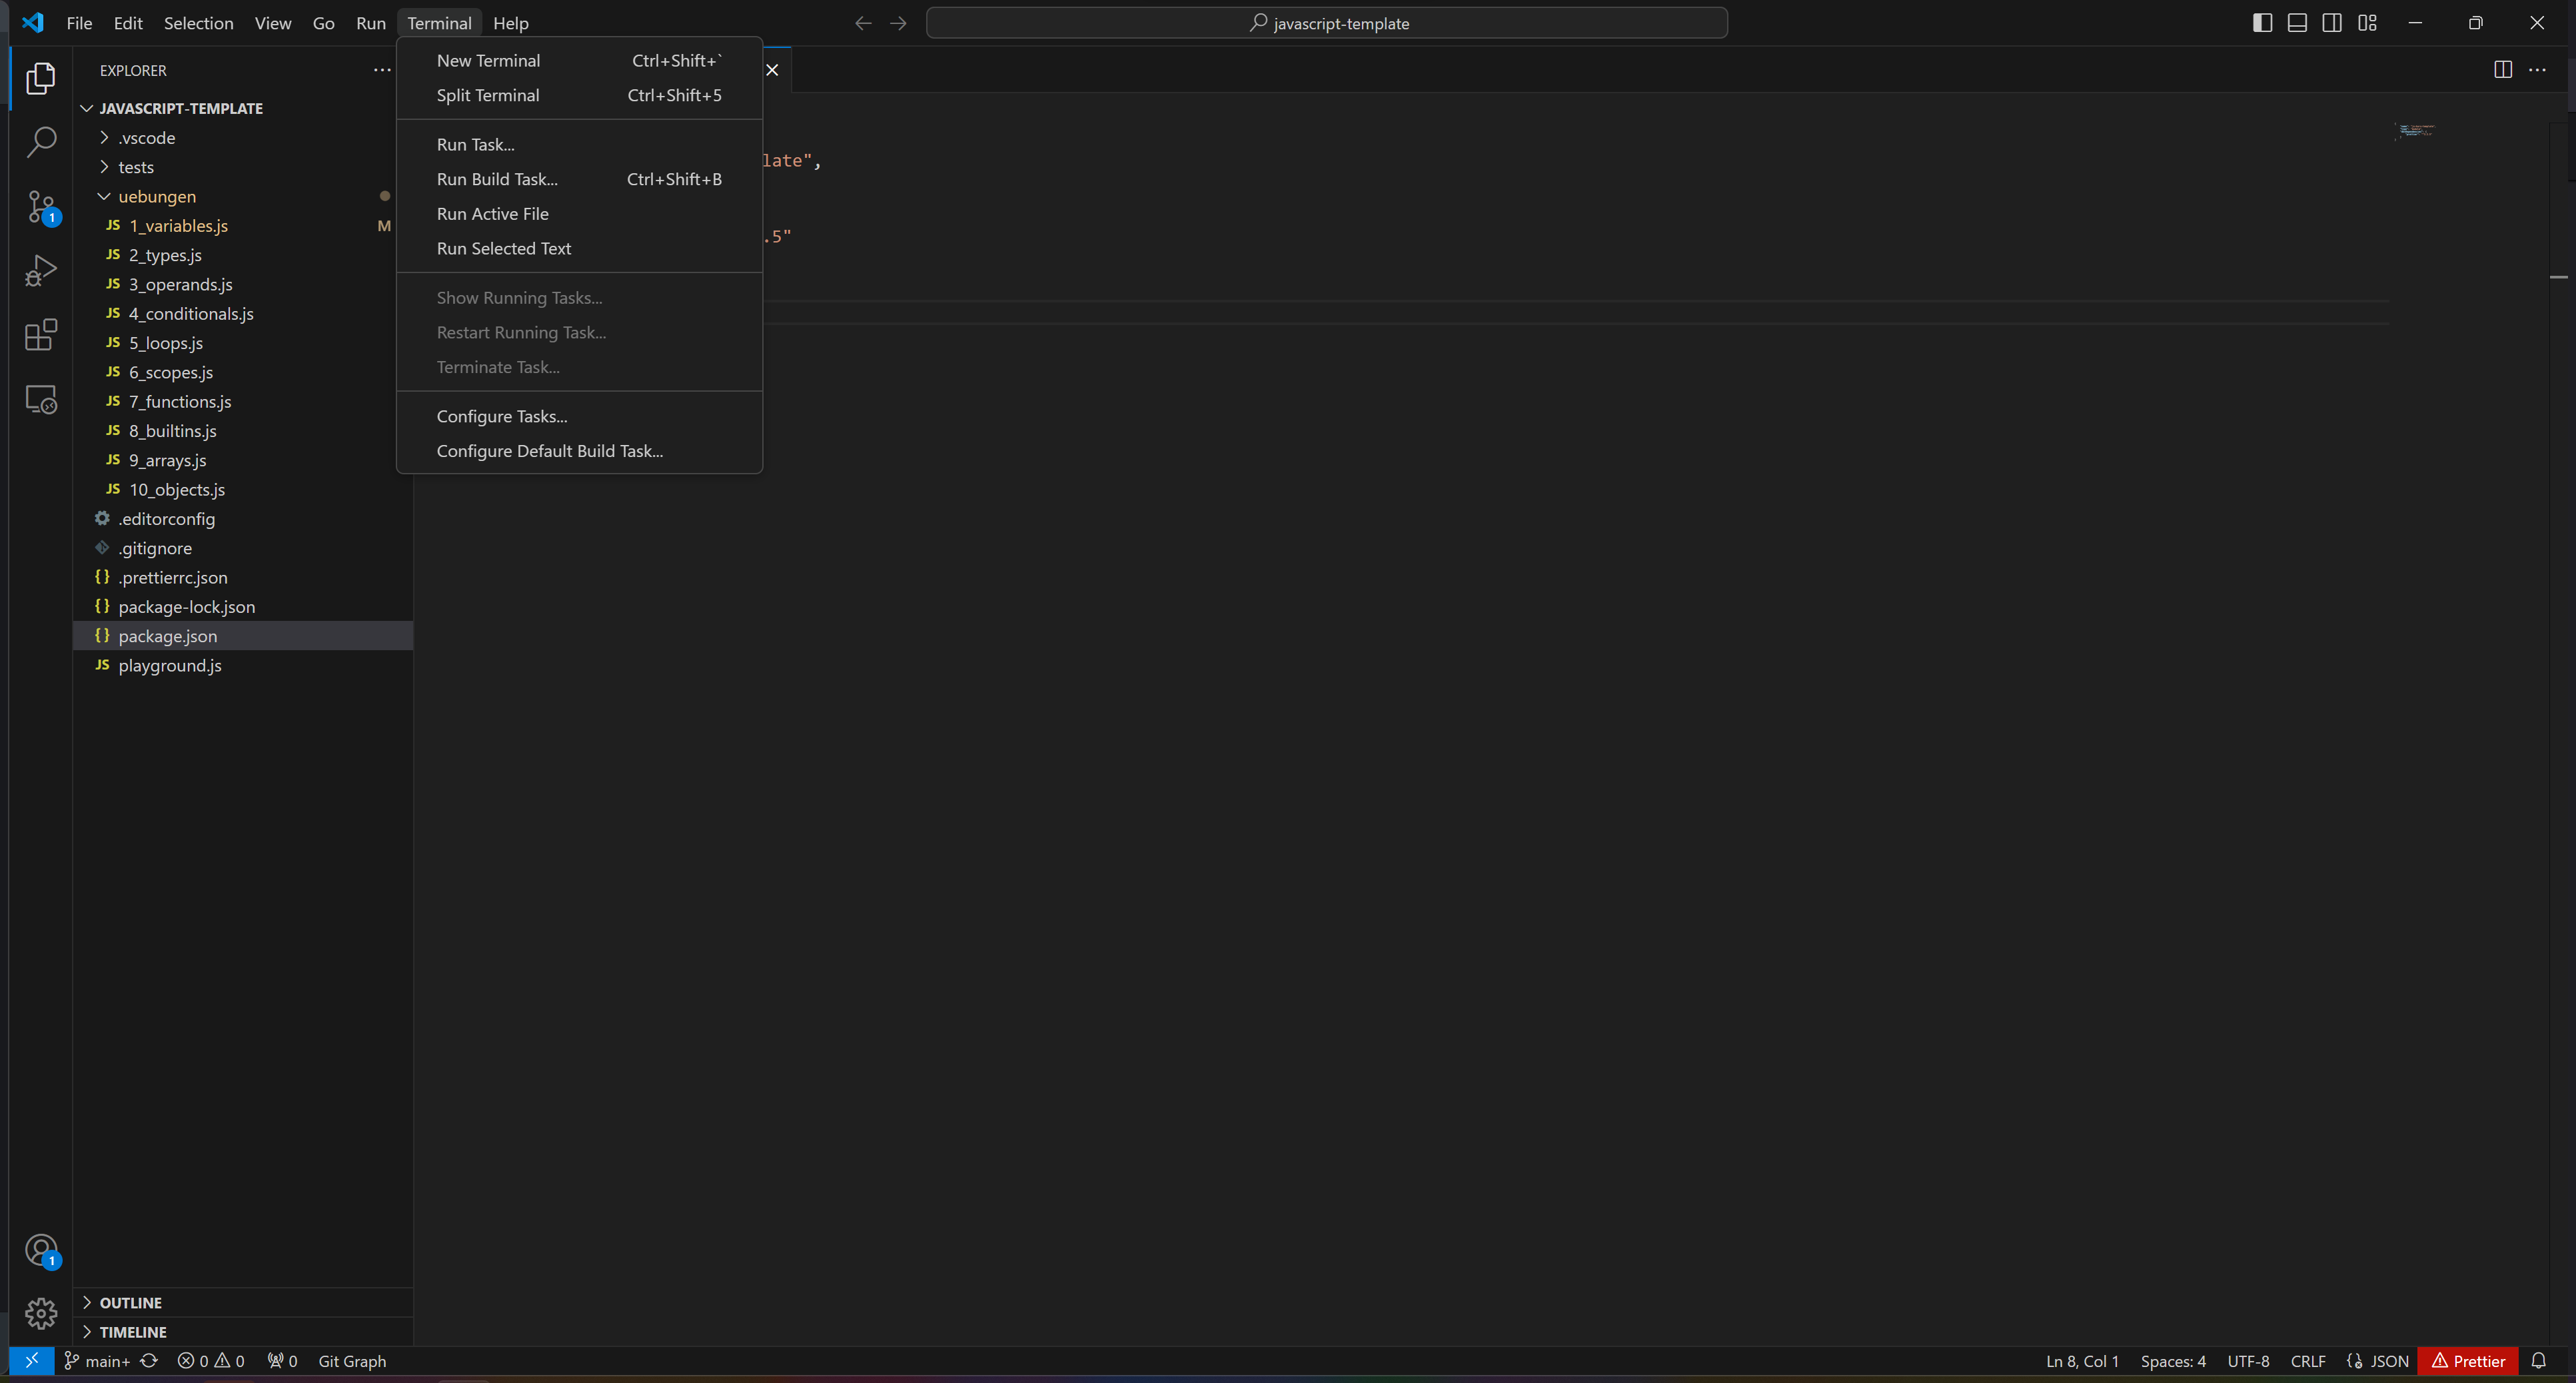 File Edit Selection View Go Run Terminal Help
javascript-template
EXPLORER
JAVASCRIPT-TEMPLATE
.vscode
tests
uebungen
JS 1_variables.js M
JS 2_types.js
JS 3_operands.js
JS 4_conditionals.js
JS 5_loops.js
JS 6_scopes.js
JS 7_functions.js
JS 8_builtins.js
JS 9_arrays.js
JS 10_objects.js
.editorconfig
.gitignore
{} .prettierrc.json
{} package-lock.json
{} package.json
JS playground.js
OUTLINE
TIMELINE
1
1
New Terminal Ctrl+Shift+`
Split Terminal Ctrl+Shift+5
Run Task...
Run Build Task... Ctrl+Shift+B
Run Active File
Run Selected Text
Show Running Tasks...
Restart Running Task...
Terminate Task...
Configure Tasks...
Configure Default Build Task...
late",
.5"
main+ 0 0 0 Git Graph
Ln 8, Col 1 Spaces: 4 UTF-8 CRLF {} JSON Prettier